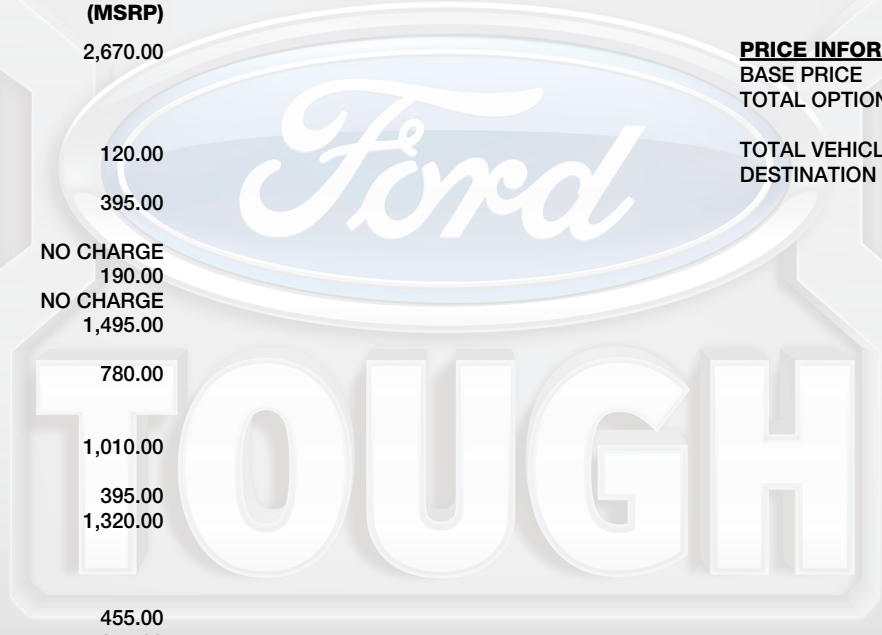 (MSRP)
2,670.00
120.00
395.00
NO CHARGE
190.00
NO CHARGE
1,495.00
780.00
1,010.00
395.00
1,320.00
455.00
PRICE INFOR
BASE PRICE
TOTAL OPTION
TOTAL VEHICL
DESTINATION
Ford
TOUGH